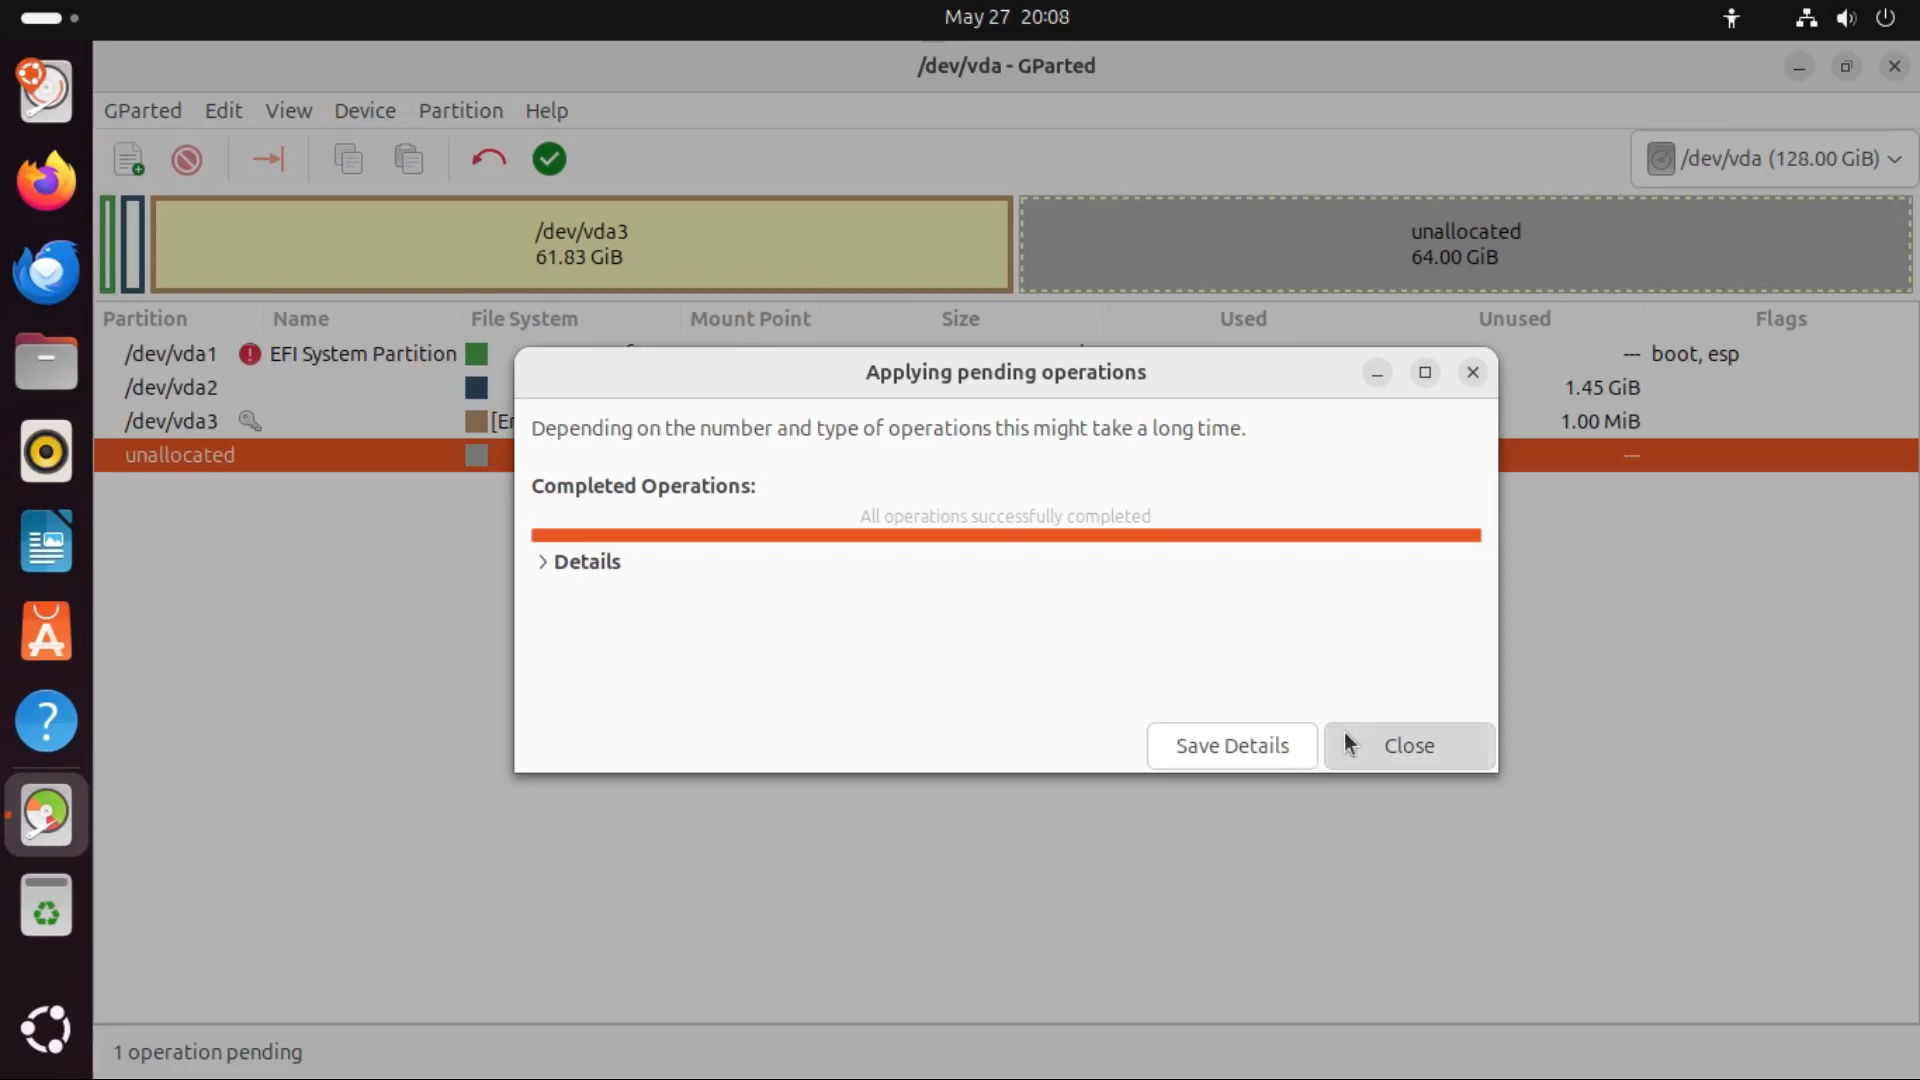 May 27 20:08
/dev/vda - GParted
GParted Edit View Device Partition Help
/dev/vda (128.00 GiB)
/dev/vda3
61.83 GiB
unallocated
64.00 GiB
Partition Name File System Mount Point Size Used Unused Flags
/dev/vda1 EFI System Partition --- boot, esp
/dev/vda2 1.45 GiB
/dev/vda3 [En 1.00 MiB
unallocated ---
Applying pending operations
Depending on the number and type of operations this might take a long time.
Completed Operations:
All operations successfully completed
Details
Save Details Close
1 operation pending